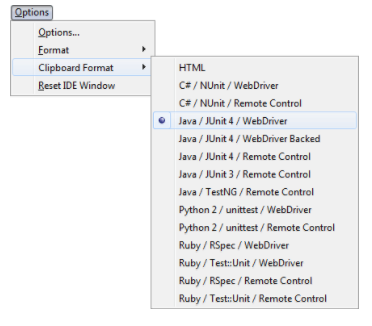 Options
Options...
Format
Clipboard Format
Reset IDE Window
HTML
C# / NUnit / WebDriver
C# / NUnit / Remote Control
Java / JUnit 4 / WebDriver
Java / JUnit 4 / WebDriver Backed
Java / JUnit 4 / Remote Control
Java / JUnit 3 / Remote Control
Java / TestNG / Remote Control
Python 2 / unittest / WebDriver
Python 2 / unittest / Remote Control
Ruby / RSpec / WebDriver
Ruby / Test::Unit / WebDriver
Ruby / RSpec / Remote Control
Ruby / Test::Unit / Remote Control